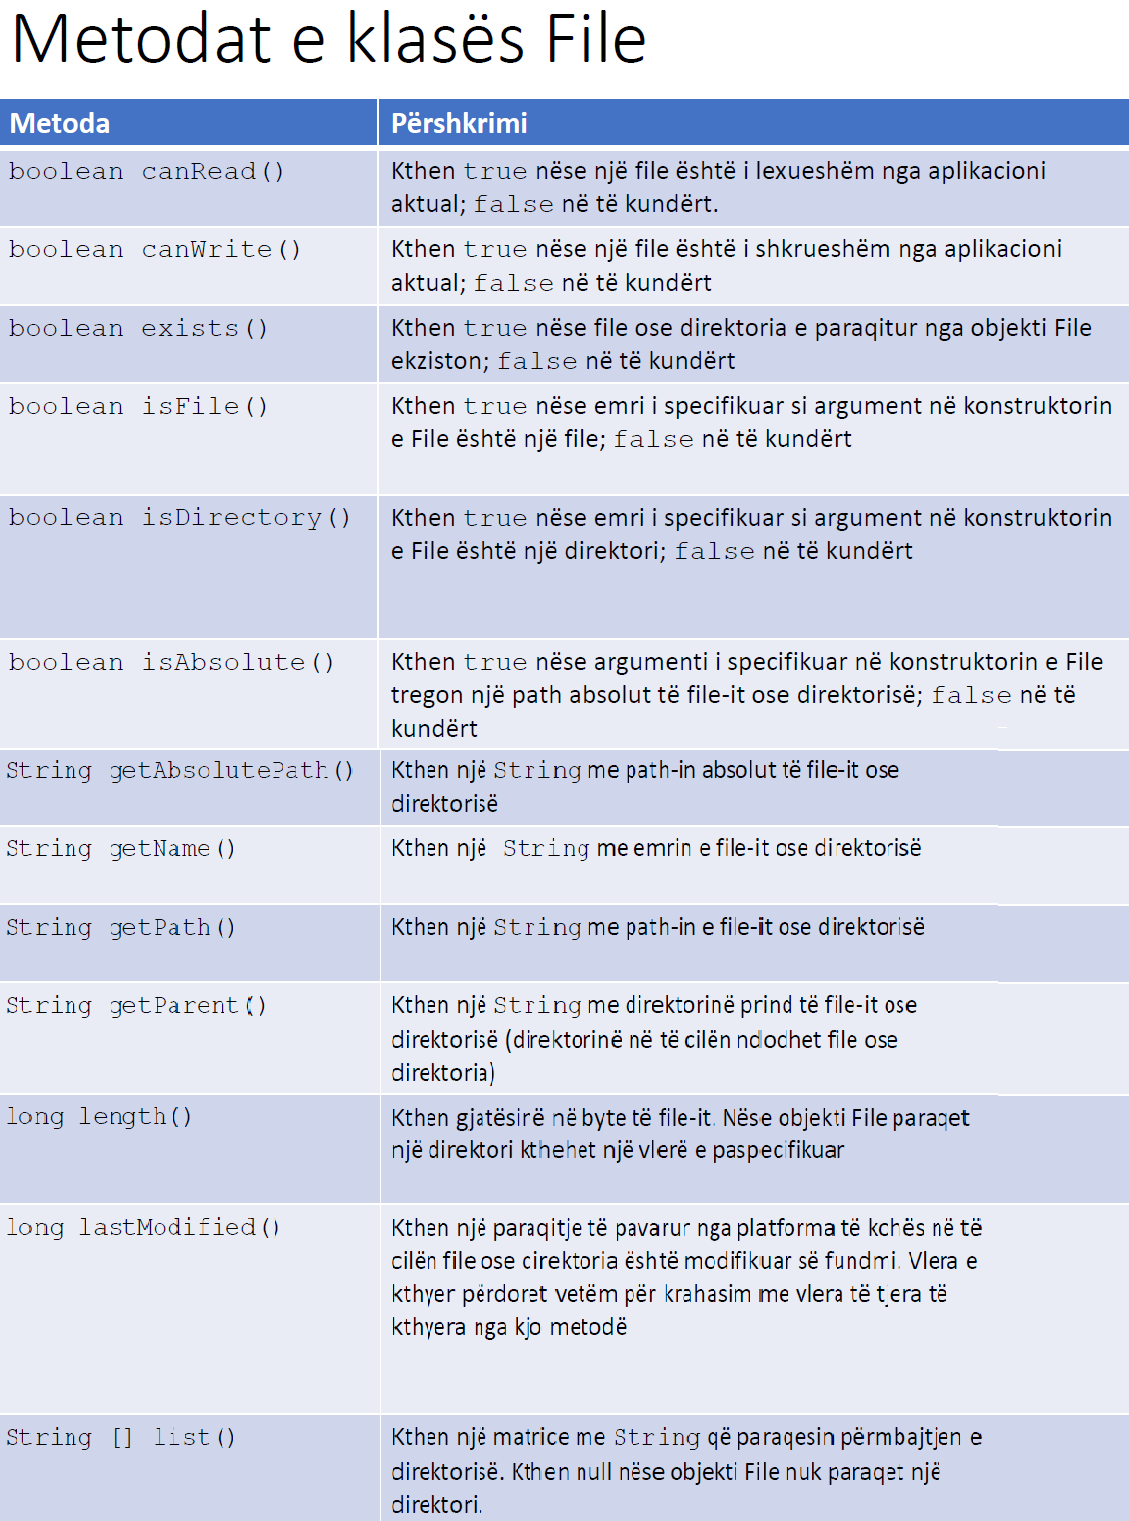 Metodat e klasës File
Metoda Përshkrimi
boolean canRead() Kthen true nëse një file është i lexueshëm nga aplikacioni
aktual; false në të kundërt.
boolean canWrite() Kthen true nëse një file është i shkrueshëm nga aplikacioni
aktual; false në të kundërt
boolean exists() Kthen true nëse file ose direktoria e paraqitur nga objekti File
ekziston; false në të kundërt
boolean isFile() Kthen true nëse emri i specifikuar si argument në konstruktorin
e File është një file; false në të kundërt
boolean isDirectory() Kthen true nëse emri i specifikuar si argument në konstruktorin
e File është një direktori; false në të kundërt
boolean isAbsolute() Kthen true nëse argumenti i specifikuar në konstruktorin e File
tregon një path absolut të file-it ose direktorisë; false në të
kundërt
String getAbsolutePath() Kthen një String me path-in absolut të file-it ose
direktorisë
String getName() Kthen një String me emrin e file-it ose direktorisë
String getPath() Kthen një String me path-in e file-iit ose direktorisë
String getParent() Kthen një String me direktorinë prind të file-it ose
direktorisë (direktorinë në të cilën ndodhet file ose
direktoria)
long length() Kthen gjatësirë në byte të file-it. Nëse objekti File paraqet
një direktori kthehet një vlerë e paspecifikuar
long lastModified() Kthen një paraqitje të pavarur nga platforma të kohës në të
cilën file ose direktoria është modifikuar së fundmi. Vlera e
kthyer përdoret vetëm për krahasim me vlera të tjera të
kthyera nga kjo metodë
String [] list() Kthen një matrice me String që paraqesin përmbajtjen e
direktorisë. Kthen null nëse objekti File nuk paraqet një
direktori.